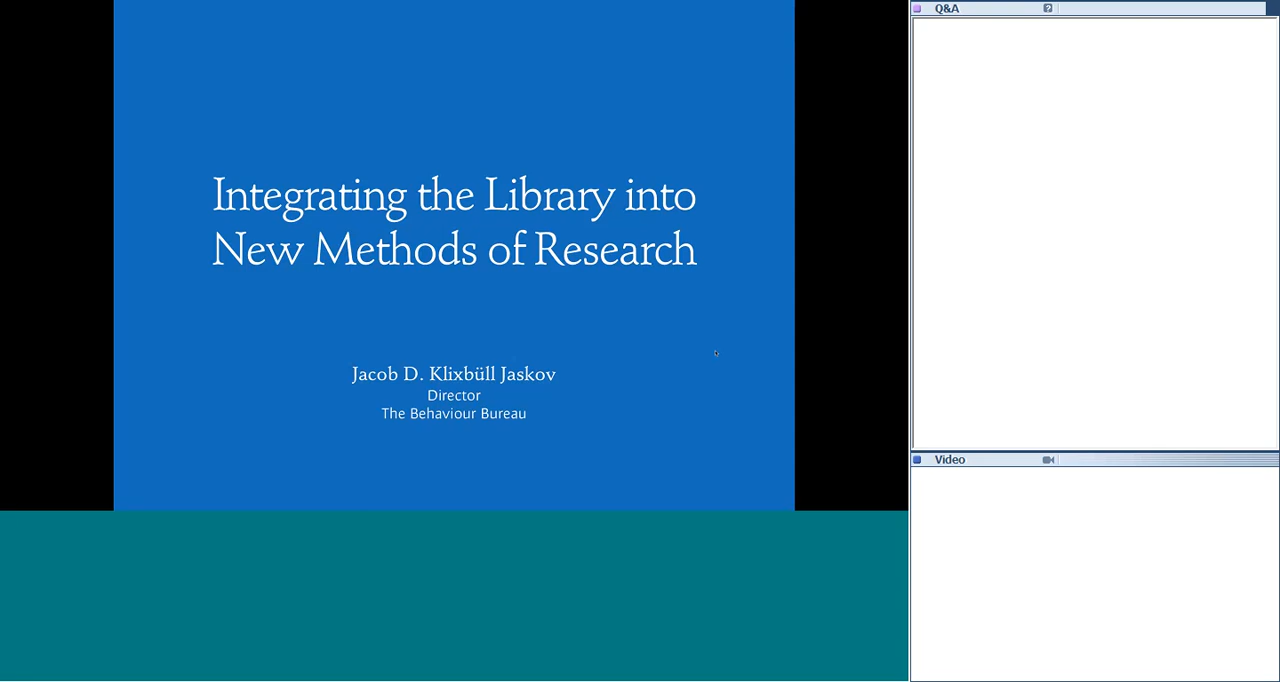 Q&A
Integrating the Library into
New Methods of Research
Jacob D. Klixbüll Jaskov
Director
The Behaviour Bureau
Video